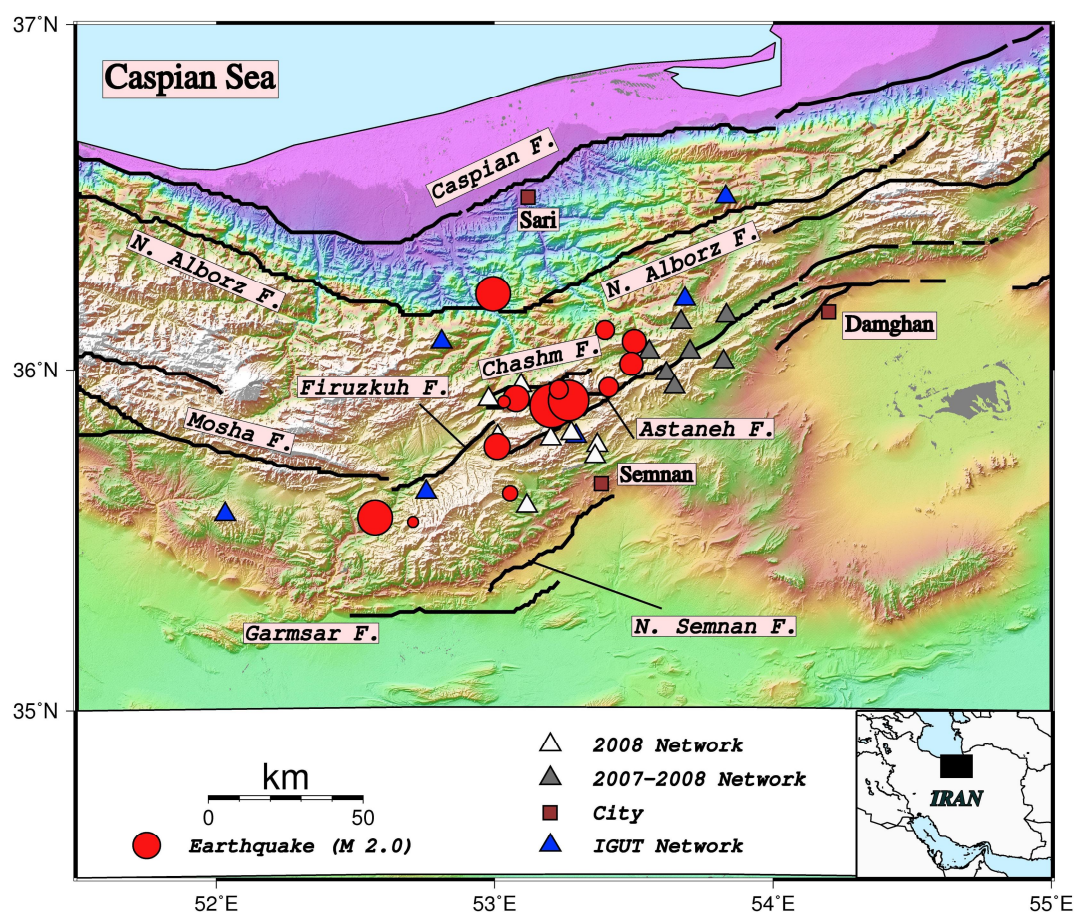 37°N
Caspian Sea
Caspian F.
Sari
N. Alborz F.
N. Alborz F.
Damghan
36°N
Chashm F.
Firuzkuh F.
Mosha F.
Astaneh F.
Semnan
Garmsar F.
N. Semnan F.
35°N
km
0 50
Earthquake (M 2.0)
2008 Network
2007-2008 Network
City
IGUT Network
IRAN
52°E 53°E 54°E 55°E